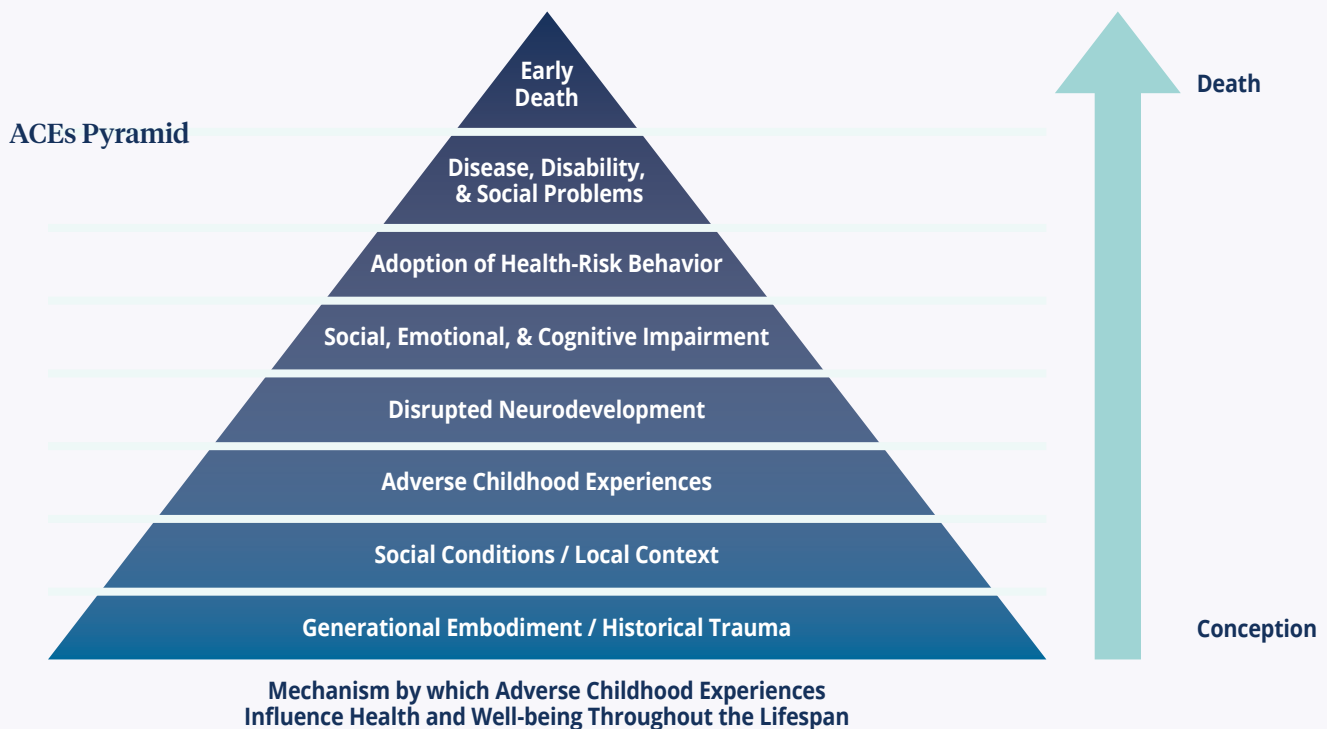 ACEs Pyramid
Early
Death
Disease, Disability,
& Social Problems
Adoption of Health-Risk Behavior
Social, Emotional, & Cognitive Impairment
Disrupted Neurodevelopment
Adverse Childhood Experiences
Social Conditions / Local Context
Generational Embodiment / Historical Trauma
Death
Conception
Mechanism by which Adverse Childhood Experiences
Influence Health and Well-being Throughout the Lifespan